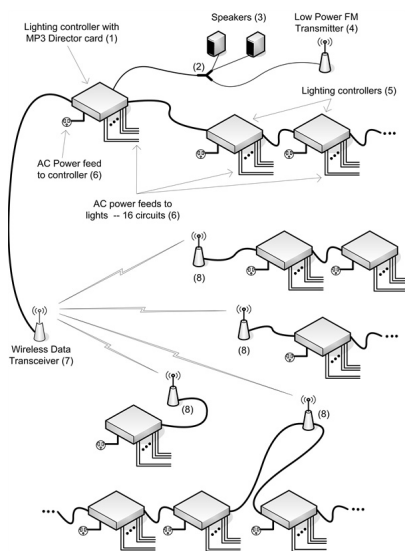 Lighting controller with
MP3 Director card (1)
Speakers (3)
Low Power FM
Transmitter (4)
(2)
Lighting controllers (5)
AC Power feed
to controller (6)
AC power feeds to
lights -- 16 circuits (6)
(8)
(8)
Wireless Data
Transceiver (7)
(8)
(8)